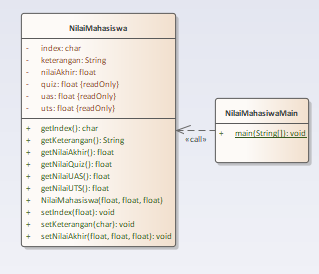 NilaiMahasiswa
- index: char
- keterangan: String
- nilaiAkhir: float
- quiz: float {readOnly}
- uas: float {readOnly}
- uts: float {readOnly}
+ getIndex(): char
+ getKeterangan(): String
+ getNilaiAkhir(): float
+ getNilaiQuiz(): float
+ getNilaiUAS(): float
+ getNilaiUTS(): float
+ NilaiMahasiswa(float, float, float)
+ setIndex(float): void
+ setKeterangan(char): void
+ setNilaiAkhir(float, float, float): void
«call»
NilaiMahasiwaMain
+ main(String[]): void